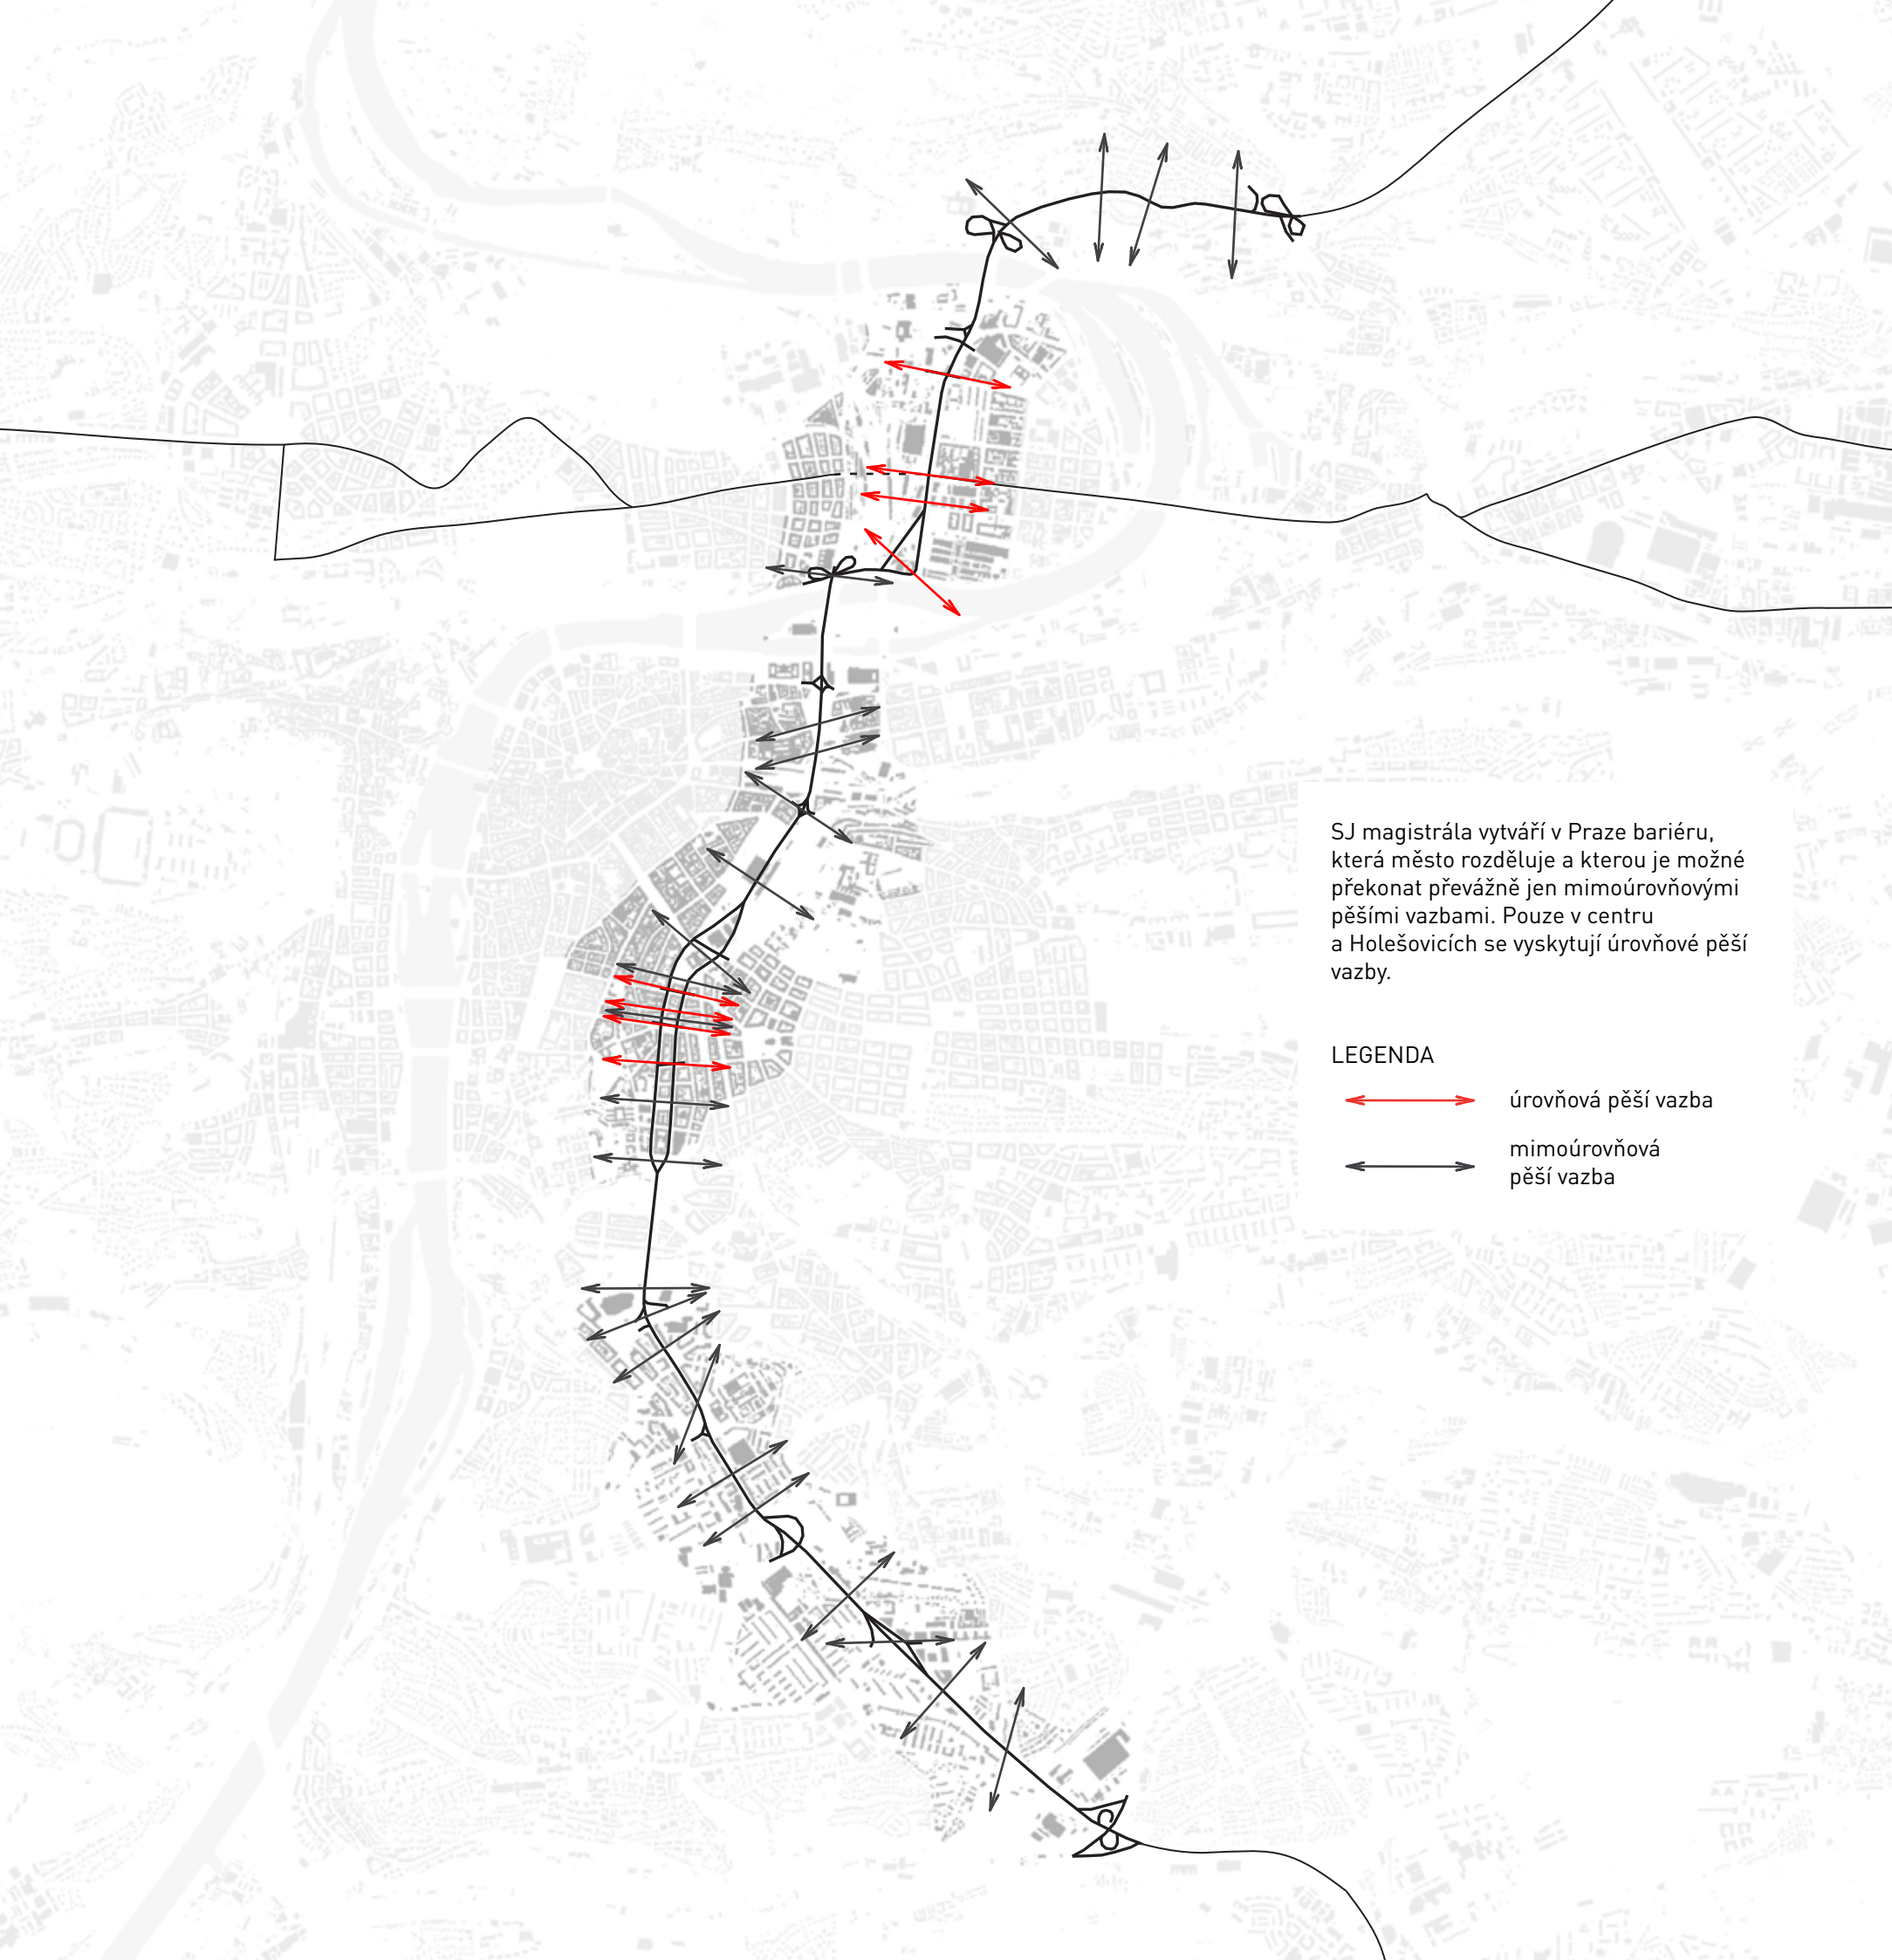 SJ magistrála vytváří v Praze bariéru,
která město rozděluje a kterou je možné
překonat převážně jen mimoúrovňovými
pěšími vazbami. Pouze v centru
a Holešovicích se vyskytují úrovňové pěší
vazby.
LEGENDA
úrovňová pěší vazba
mimoúrovňová
pěší vazba